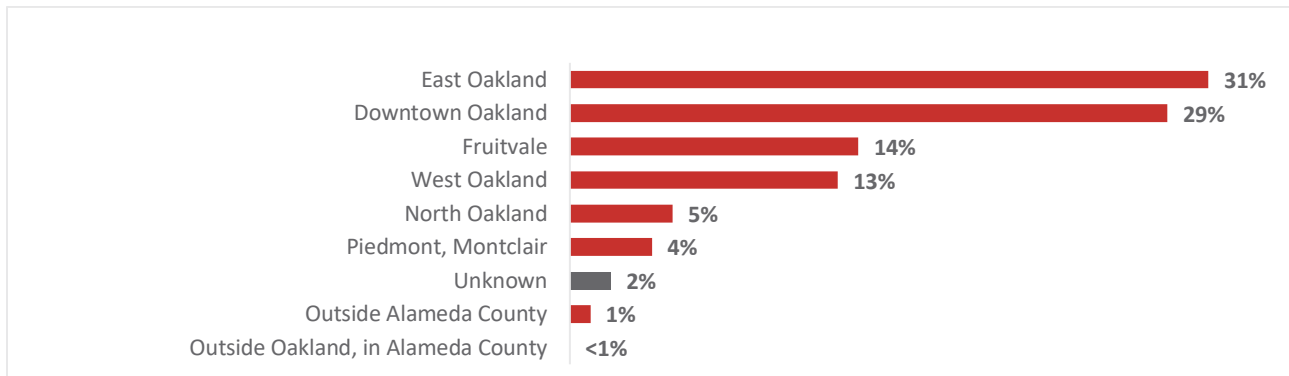 East Oakland 31%
Downtown Oakland 29%
Fruitvale 14%
West Oakland 13%
North Oakland 5%
Piedmont, Montclair 4%
Unknown 2%
Outside Alameda County 1%
Outside Oakland, in Alameda County <1%